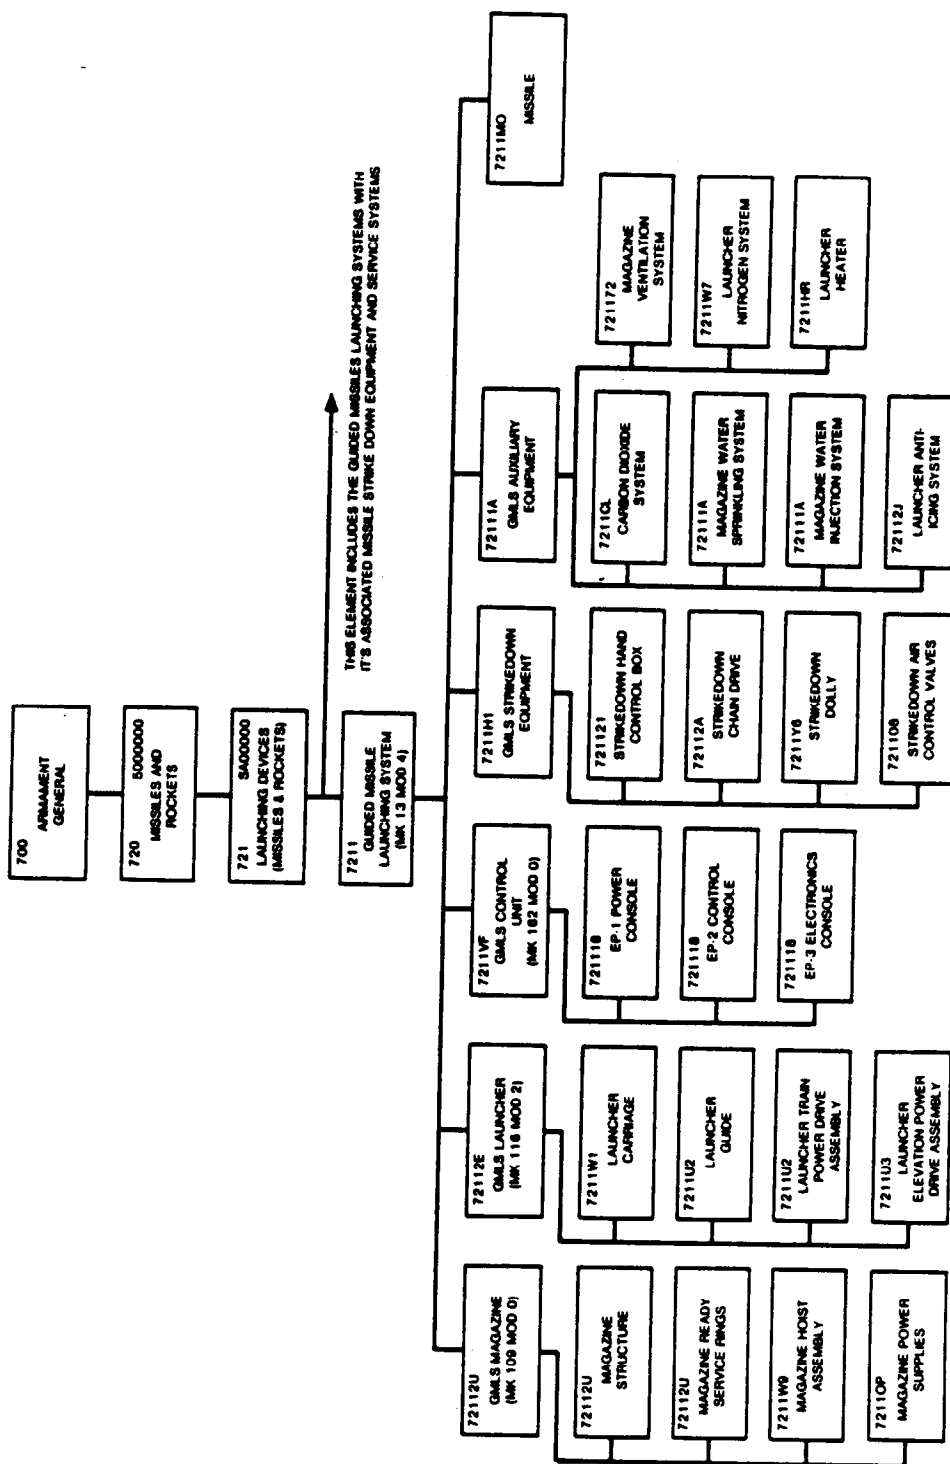 700
ARMAMENT
GENERAL
720 5000000
MISSILES AND
ROCKETS
721 SA00000
LAUNCHING DEVICES
(MISSILES & ROCKETS)
THIS ELEMENT INCLUDES THE GUIDED MISSILES LAUNCHING SYSTEMS WITH
IT'S ASSOCIATED MISSILE STRIKE DOWN EQUIPMENT AND SERVICE SYSTEMS
7211
GUIDED MISSILE
LAUNCHING SYSTEM
(MK 13 MOD 4)
72112U
GMLS MAGAZINE
(MK 109 MOD 0)
72112U
MAGAZINE
STRUCTURE
72112U
MAGAZINE READY
SERVICE RINGS
7211W9
MAGAZINE HOIST
ASSEMBLY
7211OP
MAGAZINE POWER
SUPPLIES
72112E
GMLS LAUNCHER
(MK 116 MOD 2)
7211W1
LAUNCHER
CARRIAGE
7211U2
LAUNCHER
GUIDE
7211U2
LAUNCHER TRAIN
POWER DRIVE
ASSEMBLY
7211U3
LAUNCHER
ELEVATION POWER
DRIVE ASSEMBLY
7211VF
GMLS CONTROL
UNIT
(MK 162 MOD 0)
721118
EP-1 POWER
CONSOLE
721118
EP-2 CONTROL
CONSOLE
721118
EP-3 ELECTRONICS
CONSOLE
7211H1
GMLS STRIKEDOWN
EQUIPMENT
721121
STRIKEDOWN HAND
CONTROL BOX
72112A
STRIKEDOWN
CHAIN DRIVE
7211Y6
STRIKEDOWN
DOLLY
721108
STRIKEDOWN AIR
CONTROL VALVES
72111A
GMLS AUXILIARY
EQUIPMENT
7211CL
CARBON DIOXIDE
SYSTEM
72111A
MAGAZINE WATER
SPRINKLING SYSTEM
72111A
MAGAZINE WATER
INJECTION SYSTEM
72112J
LAUNCHER ANTI-
ICING SYSTEM
721172
MAGAZINE
VENTILATION
SYSTEM
7211W7
LAUNCHER
NITROGEN SYSTEM
7211HR
LAUNCHER
HEATER
7211MO
MISSILE